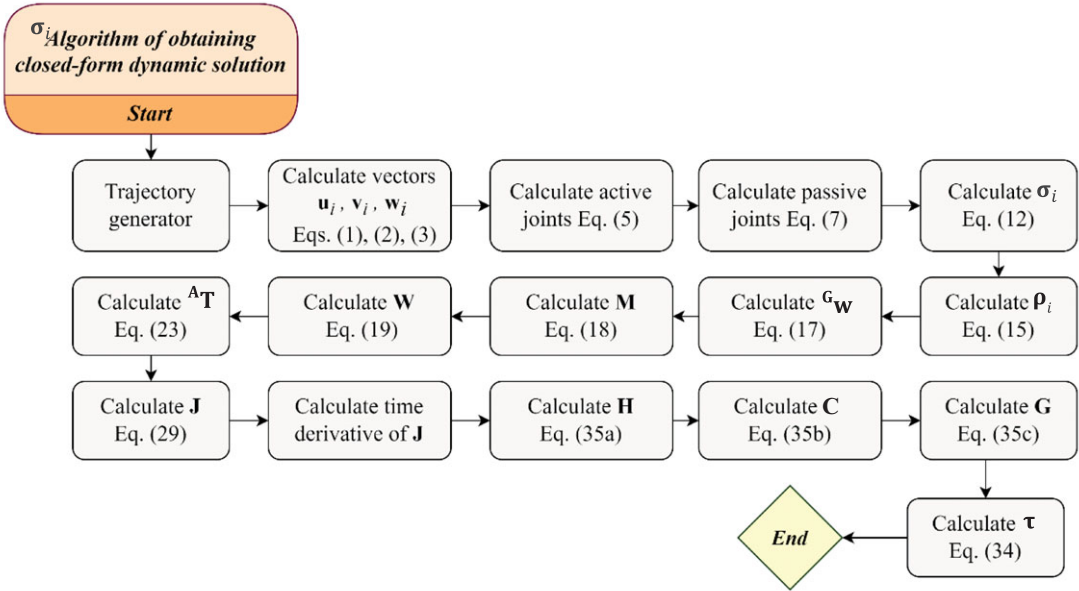 σᵢ
Algorithm of obtaining
closed-form dynamic solution
Start
Trajectory
generator
Calculate vectors
uᵢ , vᵢ , wᵢ
Eqs. (1), (2), (3)
Calculate active
joints Eq. (5)
Calculate passive
joints Eq. (7)
Calculate σᵢ
Eq. (12)
Calculate ρᵢ
Eq. (15)
Calculate ᴳw
Eq. (17)
Calculate M
Eq. (18)
Calculate W
Eq. (19)
Calculate ᴬT
Eq. (23)
Calculate J
Eq. (29)
Calculate time
derivative of J
Calculate H
Eq. (35a)
Calculate C
Eq. (35b)
Calculate G
Eq. (35c)
Calculate τ
Eq. (34)
End